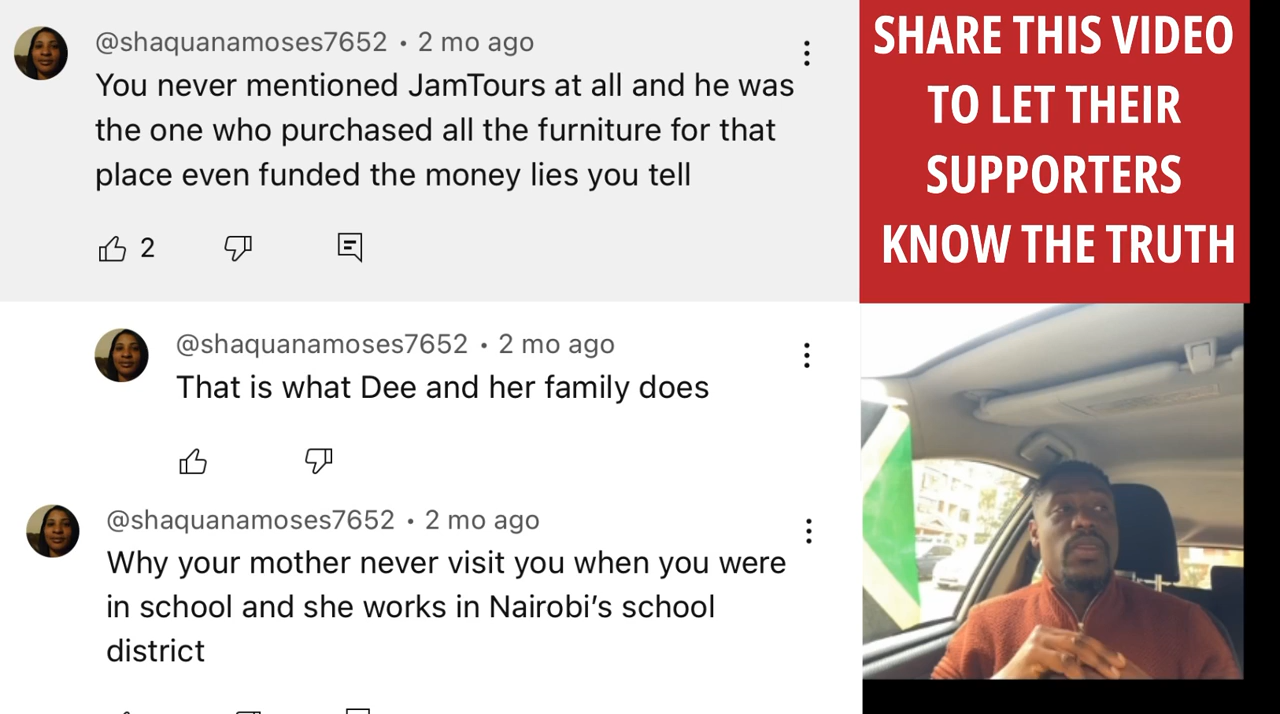 @shaquanamoses7652 • 2 mo ago
You never mentioned JamTours at all and he was
the one who purchased all the furniture for that
place even funded the money lies you tell
2
@shaquanamoses7652 • 2 mo ago
That is what Dee and her family does
@shaquanamoses7652 • 2 mo ago
Why your mother never visit you when you were
in school and she works in Nairobi’s school
district
SHARE THIS VIDEO
TO LET THEIR
SUPPORTERS
KNOW THE TRUTH